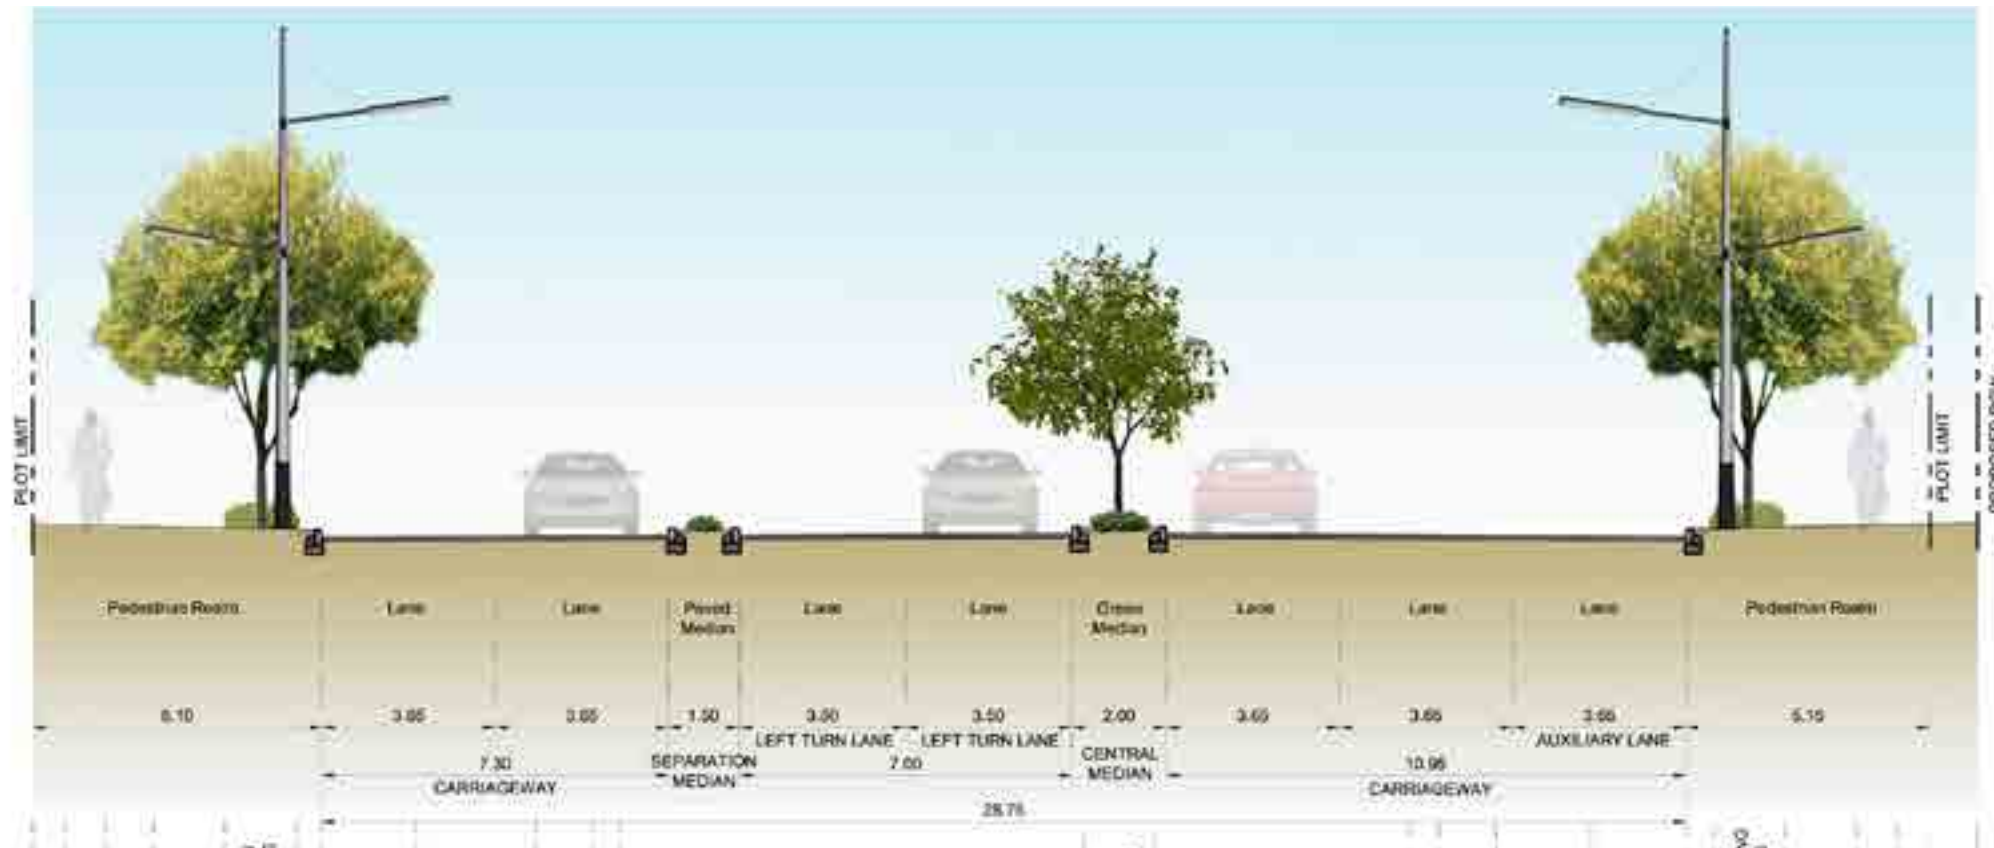 PLOT LIMIT
PLOT LIMIT
Pedestrian Realm
Lane
Lane
Paved
Median
Lane
Lane
Green
Median
Lane
Lane
Lane
Pedestrian Realm
6.10
3.65
3.65
1.50
3.50
3.50
2.00
3.65
3.65
3.65
LEFT TURN LANE
LEFT TURN LANE
AUXILIARY LANE
7.30
CARRIAGEWAY
SEPARATION
MEDIAN
7.00
CENTRAL
MEDIAN
10.95
CARRIAGEWAY
28.75